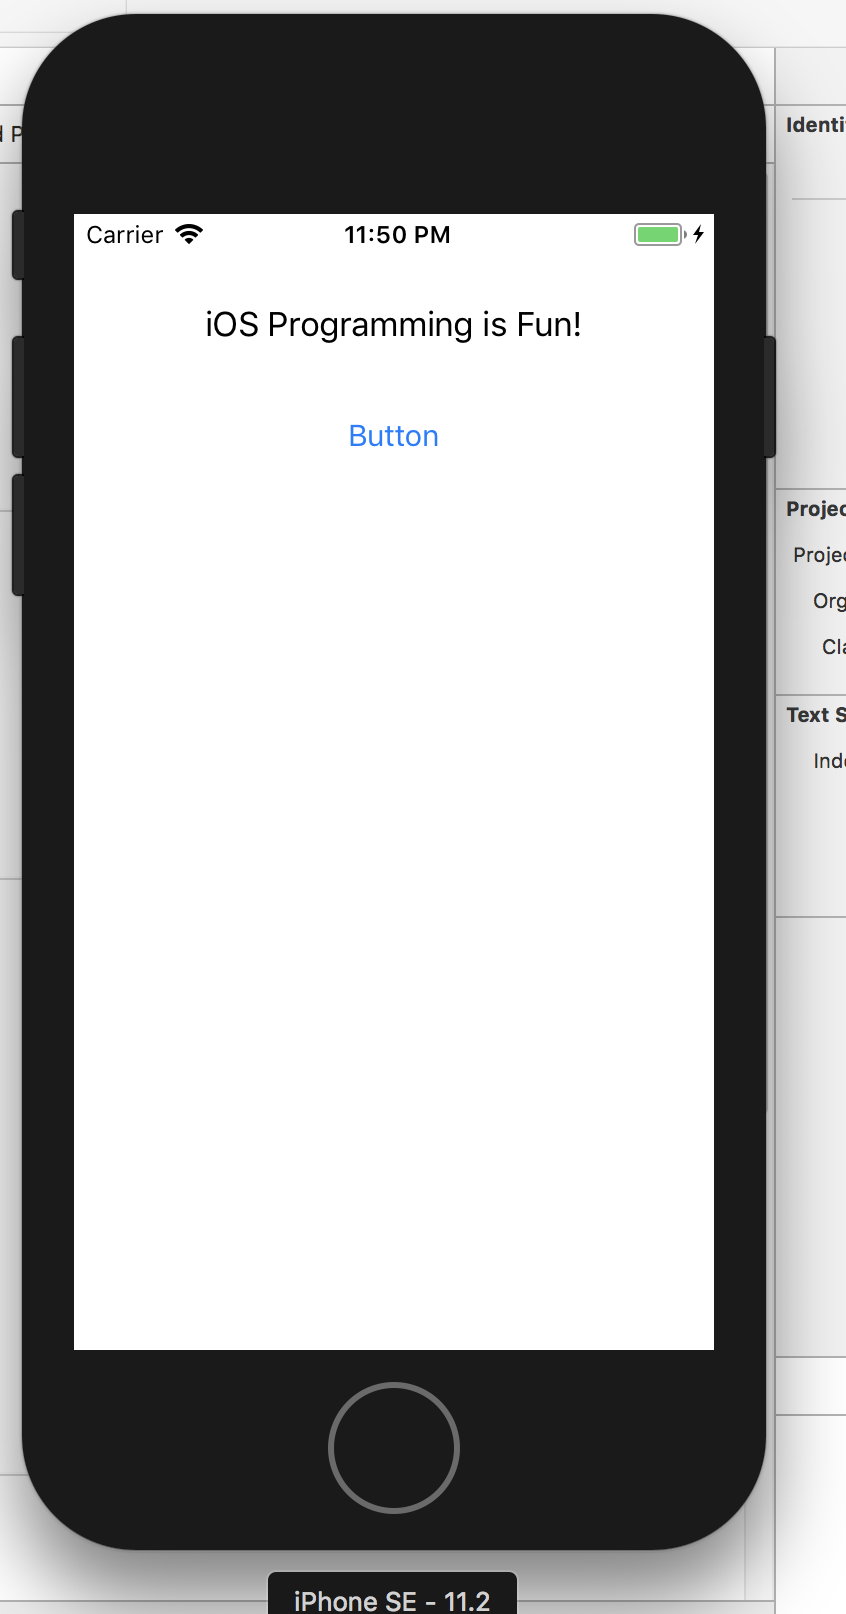 Carrier
11:50 PM
iOS Programming is Fun!
Button
iPhone SE - 11.2